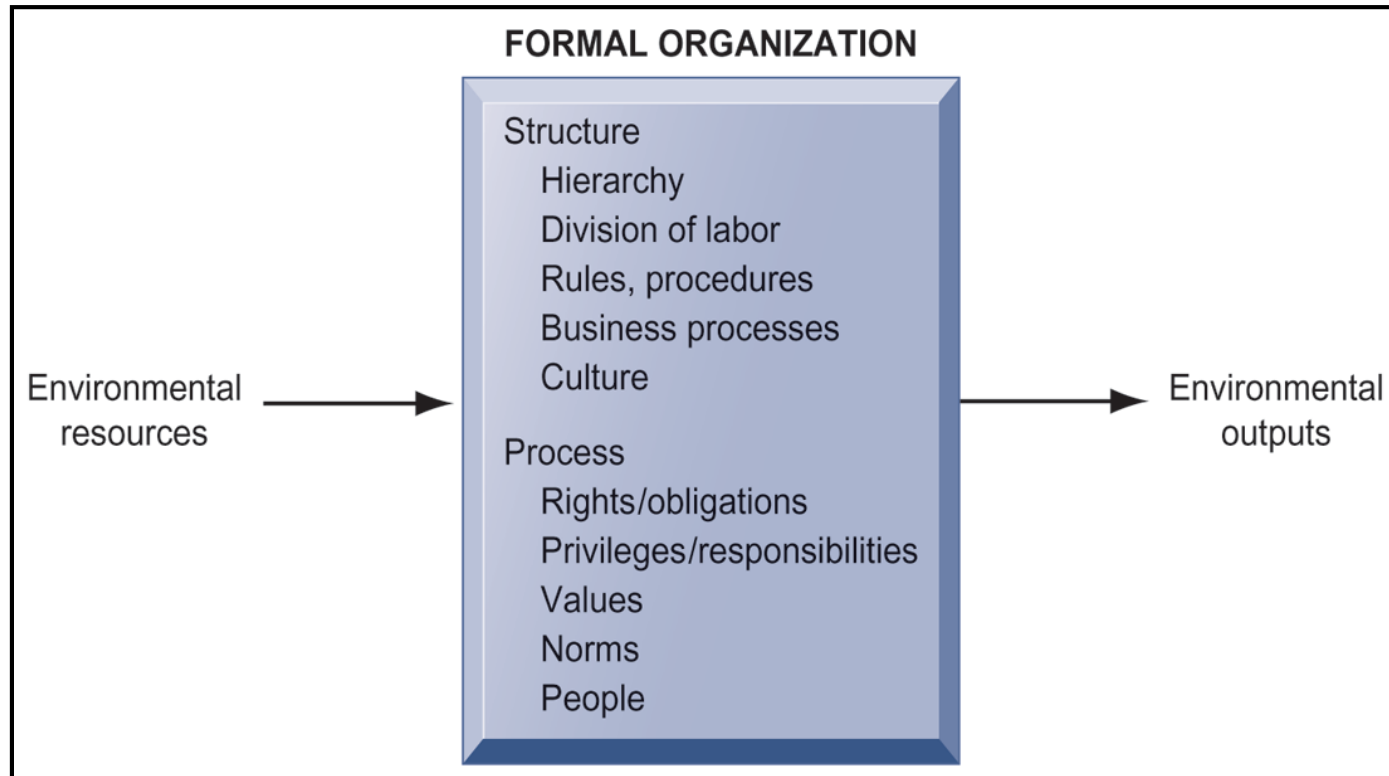 FORMAL ORGANIZATION
Structure
Hierarchy
Division of labor
Rules, procedures
Business processes
Culture
Environmental
resources
Environmental
outputs
Process
Rights/obligations
Privileges/responsibilities
Values
Norms
People